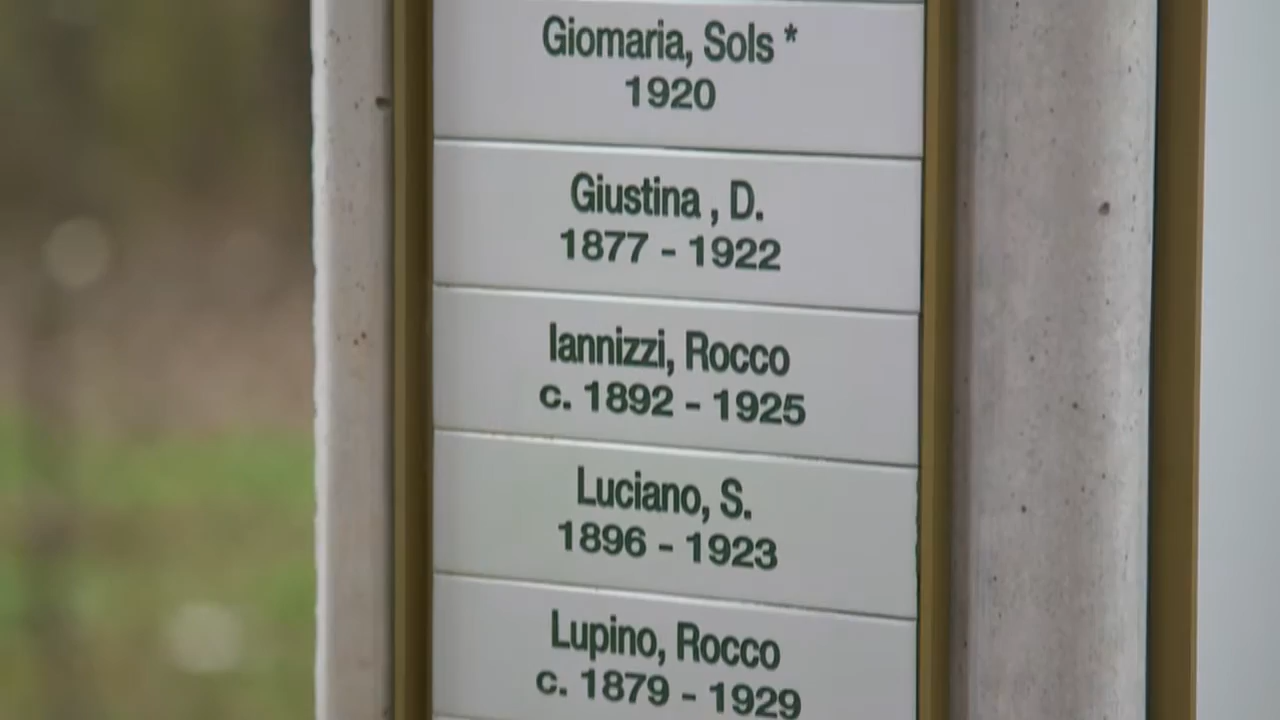 Giomaria, Sols *
1920
Giustina , D.
1877 - 1922
Iannizzi, Rocco
c. 1892 - 1925
Luciano, S.
1896 - 1923
Lupino, Rocco
c. 1879 - 1929